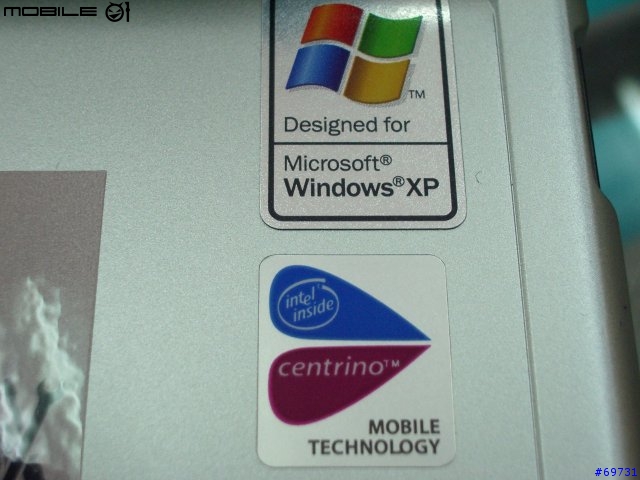 MOBILE 01
TM
Designed for
Microsoft®
Windows®XP
intel®
inside
centrino™
MOBILE
TECHNOLOGY
#69731